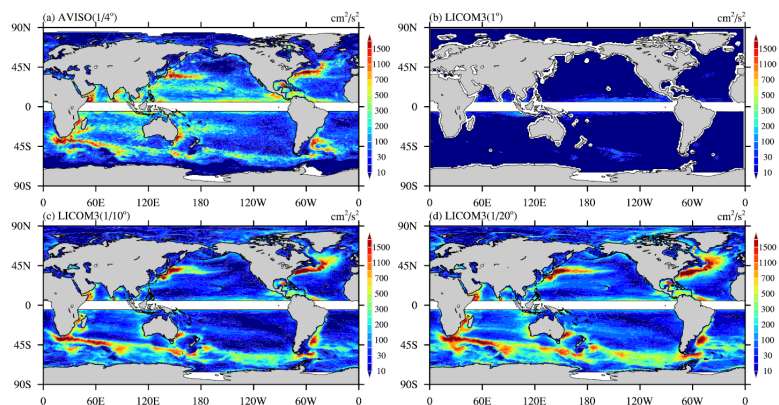 (a) AVISO(1/4°) cm²/s²
90N
45N
0
45S
90S
0 60E 120E 180 120W 60W 0
1500
1100
700
500
300
200
100
30
10
(b) LICOM3(1°) cm²/s²
90N
45N
0
45S
90S
0 60E 120E 180 120W 60W 0
1500
1100
700
500
300
200
100
30
10
(c) LICOM3(1/10°) cm²/s²
90N
45N
0
45S
90S
0 60E 120E 180 120W 60W 0
1500
1100
700
500
300
200
100
30
10
(d) LICOM3(1/20°) cm²/s²
90N
45N
0
45S
90S
0 60E 120E 180 120W 60W 0
1500
1100
700
500
300
200
100
30
10